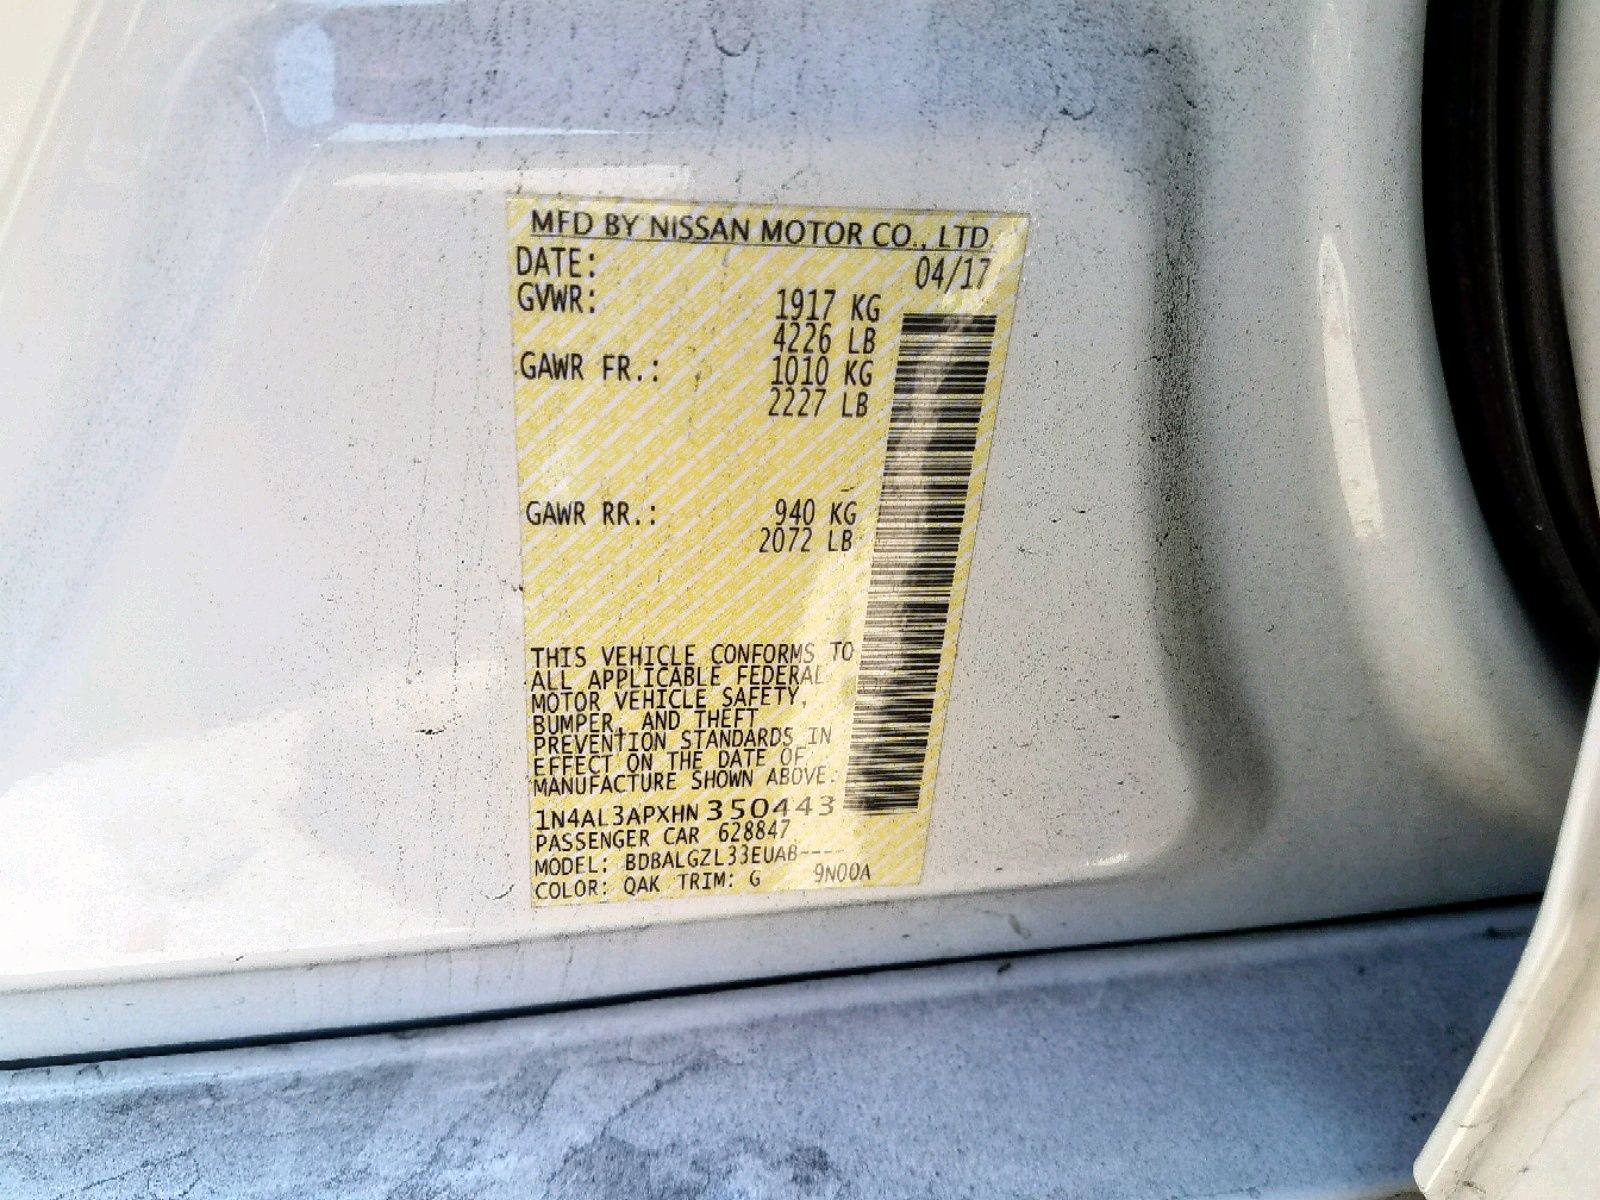 MFD BY NISSAN MOTOR CO., LTD.
DATE: 04/17
GVWR: 1917 KG
4226 LB
GAWR FR.: 1010 KG
2227 LB
GAWR RR.: 940 KG
2072 LB
THIS VEHICLE CONFORMS TO
ALL APPLICABLE FEDERAL
MOTOR VEHICLE SAFETY,
BUMPER, AND THEFT
PREVENTION STANDARDS IN
EFFECT ON THE DATE OF
MANUFACTURE SHOWN ABOVE.
1N4AL3APXHN350443
PASSENGER CAR 628847
MODEL: BDBALGZL33EUAB----
COLOR: QAK TRIM: G 9N00A